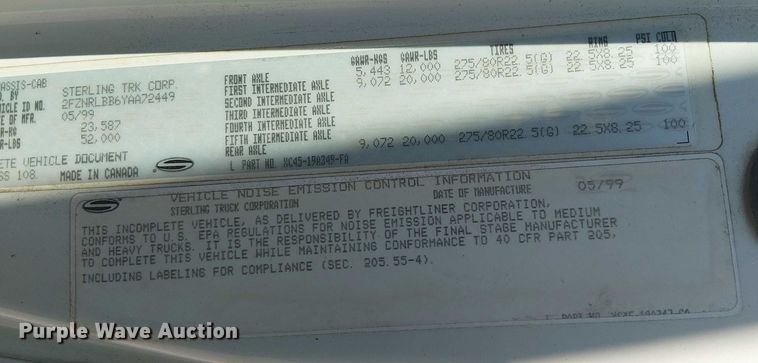 GAWR-KGS GAWR-LBS TIRES RIMS PSI COLD
ASSIS-CAB FRONT AXLE 5,443 12,000 275/80R22.5(G) 22.5X8.25 100
BY STERLING TRK CORP. FIRST INTERMEDIATE AXLE 9,072 20,000 275/80R22.5(G) 22.5X8.25 100
HICLE ID NO. 2FZNRLBB6YAA72449 SECOND INTERMEDIATE AXLE
OF MFR. 05/99 THIRD INTERMEDIATE AXLE
R-KG 23,587 FOURTH INTERMEDIATE AXLE
R-LBS 52,000 FIFTH INTERMEDIATE AXLE
REAR AXLE 9,072 20,000 275/80R22.5(G) 22.5X8.25 100
ETE VEHICLE DOCUMENT L PART NO. XC45-19A349-FA
SS 108. MADE IN CANADA
VEHICLE NOISE EMISSION CONTROL INFORMATION
STERLING TRUCK CORPORATION DATE OF MANUFACTURE 05/99
THIS INCOMPLETE VEHICLE, AS DELIVERED BY FREIGHTLINER CORPORATION,
CONFORMS TO U.S. EPA REGULATIONS FOR NOISE EMISSION APPLICABLE TO MEDIUM
AND HEAVY TRUCKS. IT IS THE RESPONSIBILITY OF THE FINAL STAGE MANUFACTURER
TO COMPLETE THIS VEHICLE WHILE MAINTAINING CONFORMANCE TO 40 CFR PART 205,
INCLUDING LABELING FOR COMPLIANCE (SEC. 205.55-4).
L PART NO.
Purple Wave Auction